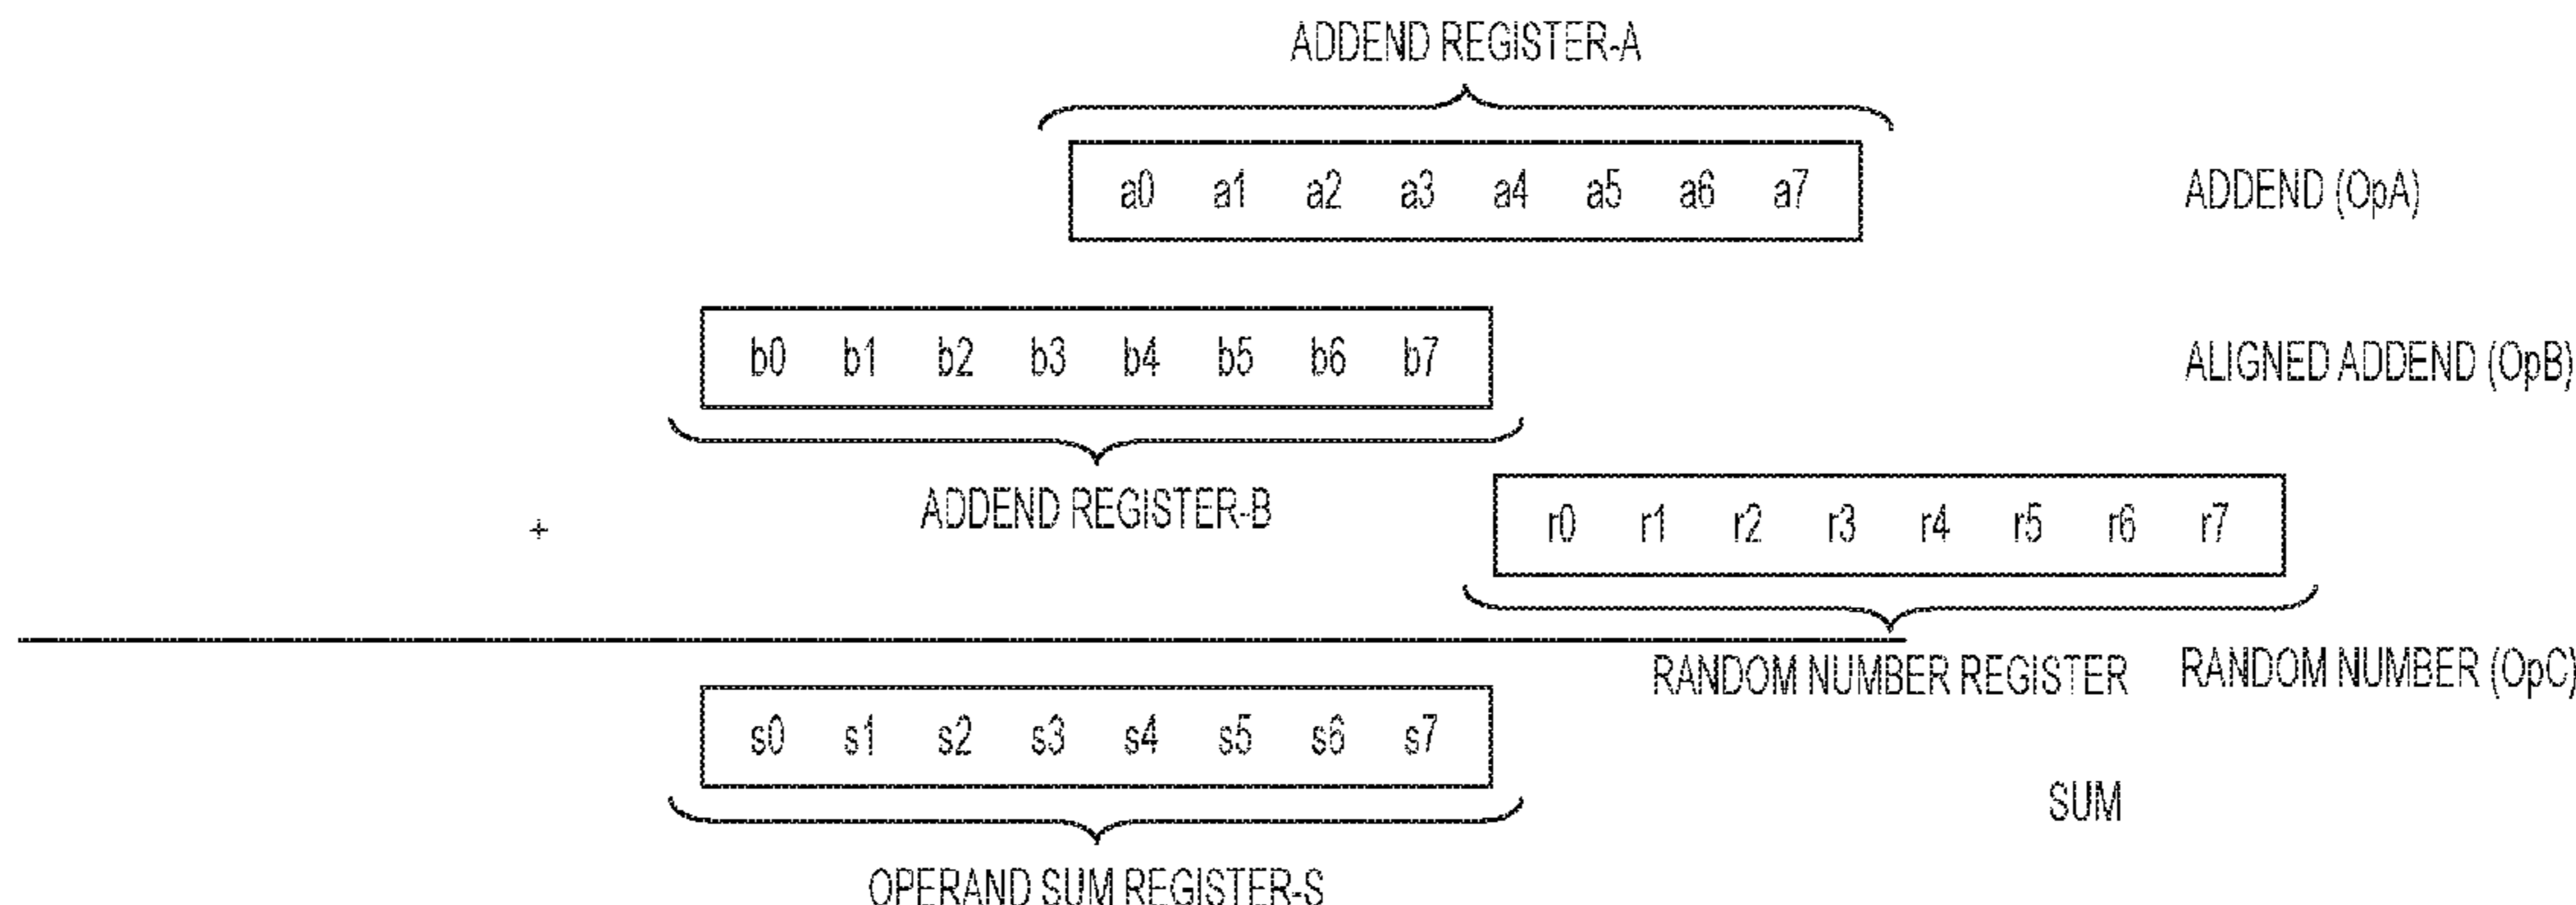 ADDEND REGISTER-A
a0 a1 a2 a3 a4 a5 a6 a7
ADDEND (OpA)
b0 b1 b2 b3 b4 b5 b6 b7
ALIGNED ADDEND (OpB)
ADDEND REGISTER-B
+
r0 r1 r2 r3 r4 r5 r6 r7
RANDOM NUMBER REGISTER
RANDOM NUMBER (OpC)
s0 s1 s2 s3 s4 s5 s6 s7
SUM
OPERAND SUM REGISTER-S